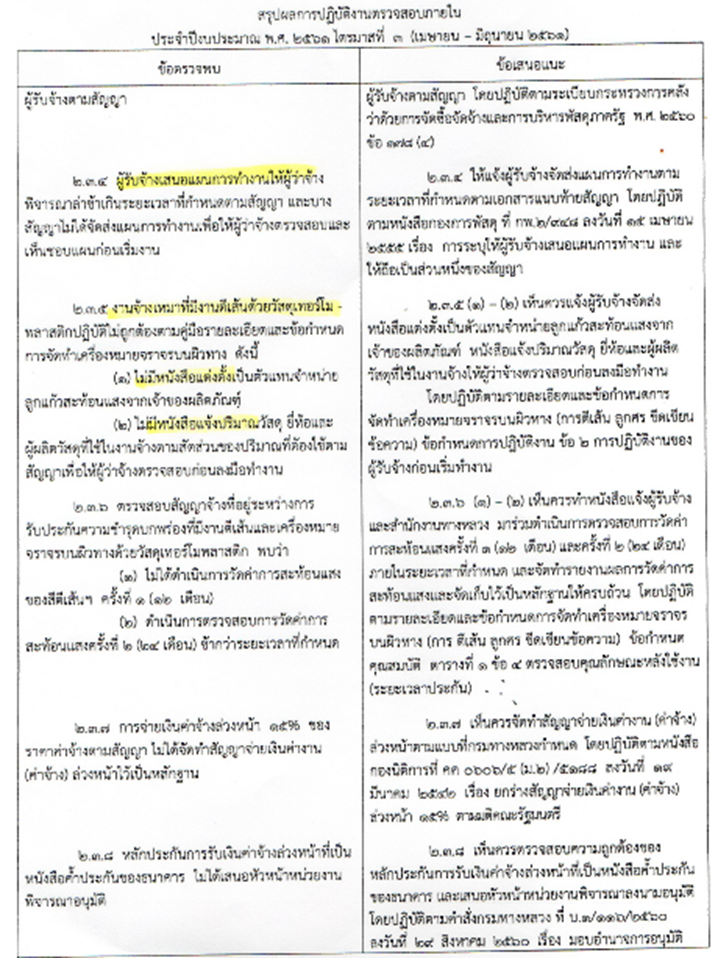 สรุปผลการปฏิบัติงานตรวจสอบภายใน
ประจำปีงบประมาณ พ.ศ. ๒๕๖๑ ไตรมาสที่ ๓ (เมษายน – มิถุนายน ๒๕๖๑)
ข้อตรวจพบ
ผู้รับจ้างตามสัญญา
๒.๓.๔ ผู้รับจ้างเสนอแผนการทำงานให้ผู้ว่าจ้าง
พิจารณาล่าช้าเกินระยะเวลาที่กำหนดตามสัญญา และบาง
สัญญาไม่ได้จัดส่งแผนการทำงานเพื่อให้ผู้ว่าจ้างตรวจสอบและ
เห็นชอบแผนก่อนเริ่มงาน
๒.๓.๕ งานจ้างเหมาที่มีงานตีเส้นด้วยวัสดุเทอร์โม -
พลาสติกปฏิบัติไม่ถูกต้องตามคู่มือรายละเอียดและข้อกำหนด
การจัดทำเครื่องหมายจราจรบนผิวทาง ดังนี้
(๑) ไม่มีหนังสือแต่งตั้งเป็นตัวแทนจำหน่าย
ลูกแก้วสะท้อนแสงจากเจ้าของผลิตภัณฑ์
(๒) ไม่มีหนังสือแจ้งปริมาณวัสดุ ยี่ห้อและ
ผู้ผลิตวัสดุที่ใช้ในงานจ้างตามสัดส่วนของปริมาณที่ต้องใช้ตาม
สัญญาเพื่อให้ผู้ว่าจ้างตรวจสอบก่อนลงมือทำงาน
๒.๓.๖ ตรวจสอบสัญญาจ้างที่อยู่ระหว่างการ
รับประกันความชำรุดบกพร่องที่มีงานตีเส้นและเครื่องหมาย
จราจรบนผิวทางด้วยวัสดุเทอร์โมพลาสติก พบว่า
(๑) ไม่ได้ดำเนินการวัดค่าการสะท้อนแสง
ของสีตีเส้นฯ ครั้งที่ ๑ (๑๒ เดือน)
(๒) ดำเนินการตรวจสอบการวัดค่าการ
สะท้อนแสงครั้งที่ ๒ (๒๔ เดือน) ช้ากว่าระยะเวลาที่กำหนด
๒.๓.๗ การจ่ายเงินค่าจ้างล่วงหน้า ๑๕% ของ
ราคาค่าจ้างตามสัญญา ไม่ได้จัดทำสัญญาจ่ายเงินค่างาน
(ค่าจ้าง) ล่วงหน้าไว้เป็นหลักฐาน
๒.๓.๘ หลักประกันการรับเงินค่าจ้างล่วงหน้าที่เป็น
หนังสือค้ำประกันของธนาคาร ไม่ได้เสนอหัวหน้าหน่วยงาน
พิจารณาอนุมัติ
ข้อเสนอแนะ
ผู้รับจ้างตามสัญญา โดยปฏิบัติตามระเบียบกระทรวงการคลัง
ว่าด้วยการจัดซื้อจัดจ้างและการบริหารพัสดุภาครัฐ พ.ศ. ๒๕๖๐
ข้อ ๑๗๘ (๔)
๒.๓.๔ ให้แจ้งผู้รับจ้างจัดส่งแผนการทำงานตาม
ระยะเวลาที่กำหนดตามเอกสารแนบท้ายสัญญา โดยปฏิบัติ
ตามหนังสือกองการพัสดุ ที่ กพ.๒/๙๔๘ ลงวันที่ ๑๕ เมษายน
๒๕๕๕ เรื่อง การระบุให้ผู้รับจ้างเสนอแผนการทำงาน และ
ให้ถือเป็นส่วนหนึ่งของสัญญา
๒.๓.๕ (๑) – (๒) เห็นควรแจ้งผู้รับจ้างจัดส่ง
หนังสือแต่งตั้งเป็นตัวแทนจำหน่ายลูกแก้วสะท้อนแสงจาก
เจ้าของผลิตภัณฑ์ หนังสือแจ้งปริมาณวัสดุ ยี่ห้อและผู้ผลิต
วัสดุที่ใช้ในงานจ้างให้ผู้ว่าจ้างตรวจสอบก่อนลงมือทำงาน
โดยปฏิบัติตามรายละเอียดและข้อกำหนดการ
จัดทำเครื่องหมายจราจรบนผิวทาง (การตีเส้น ลูกศร ขีดเขียน
ข้อความ) ข้อกำหนดการปฏิบัติงาน ข้อ ๒ การปฏิบัติงานของ
ผู้รับจ้างก่อนเริ่มทำงาน
๒.๓.๖ (๑) – (๒) เห็นควรทำหนังสือแจ้งผู้รับจ้าง
และสำนักงานทางหลวง มาร่วมดำเนินการตรวจสอบการวัดค่า
การสะท้อนแสงครั้งที่ ๑ (๑๒ เดือน) และครั้งที่ ๒ (๒๔ เดือน)
ภายในระยะเวลาที่กำหนด และจัดทำรายงานผลการวัดค่าการ
สะท้อนแสงและจัดเก็บไว้เป็นหลักฐานให้ครบถ้วน โดยปฏิบัติ
ตามรายละเอียดและข้อกำหนดการจัดทำเครื่องหมายจราจร
บนผิวทาง (การ ตีเส้น ลูกศร ขีดเขียนข้อความ) ข้อกำหนด
คุณสมบัติ ตารางที่ ๑ ข้อ ๔ ตรวจสอบคุณลักษณะหลังใช้งาน
(ระยะเวลาประกัน)
๒.๓.๗ เห็นควรจัดทำสัญญาจ่ายเงินค่างาน (ค่าจ้าง)
ล่วงหน้าตามแบบที่กรมทางหลวงกำหนด โดยปฏิบัติตามหนังสือ
กองนิติการที่ คค ๐๖๐๖/๕ (ม.๒) /๕๑๘๘ ลงวันที่ ๑๙
มีนาคม ๒๕๔๒ เรื่อง ยกร่างสัญญาจ่ายเงินค่างาน (ค่าจ้าง)
ล่วงหน้า ๑๕% ตามมติคณะรัฐมนตรี
๒.๓.๘ เห็นควรตรวจสอบความถูกต้องของ
หลักประกันการรับเงินค่าจ้างล่วงหน้าที่เป็นหนังสือค้ำประกัน
ของธนาคาร และเสนอหัวหน้าหน่วยงานพิจารณาลงนามอนุมัติ
โดยปฏิบัติตามคำสั่งกรมทางหลวง ที่ บ.๑/๑๑๖/๒๕๖๐
ลงวันที่ ๒๙ สิงหาคม ๒๕๖๐ เรื่อง มอบอำนาจการอนุมัติ